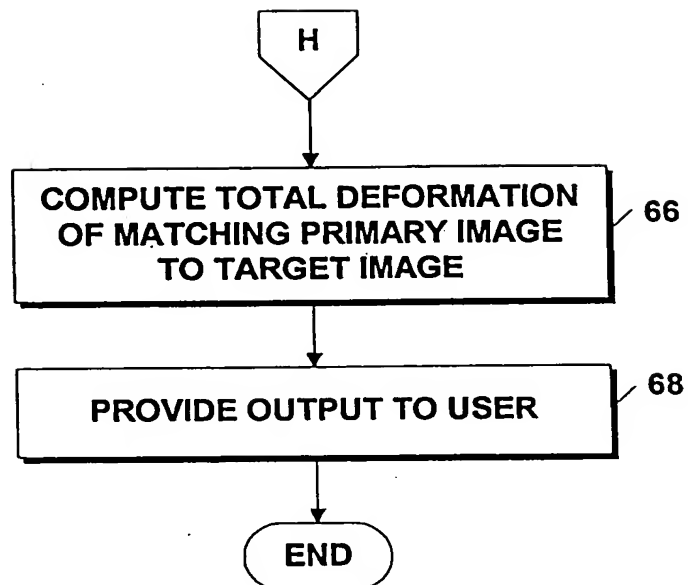 H
COMPUTE TOTAL DEFORMATION
OF MATCHING PRIMARY IMAGE
TO TARGET IMAGE
66
PROVIDE OUTPUT TO USER
68
END